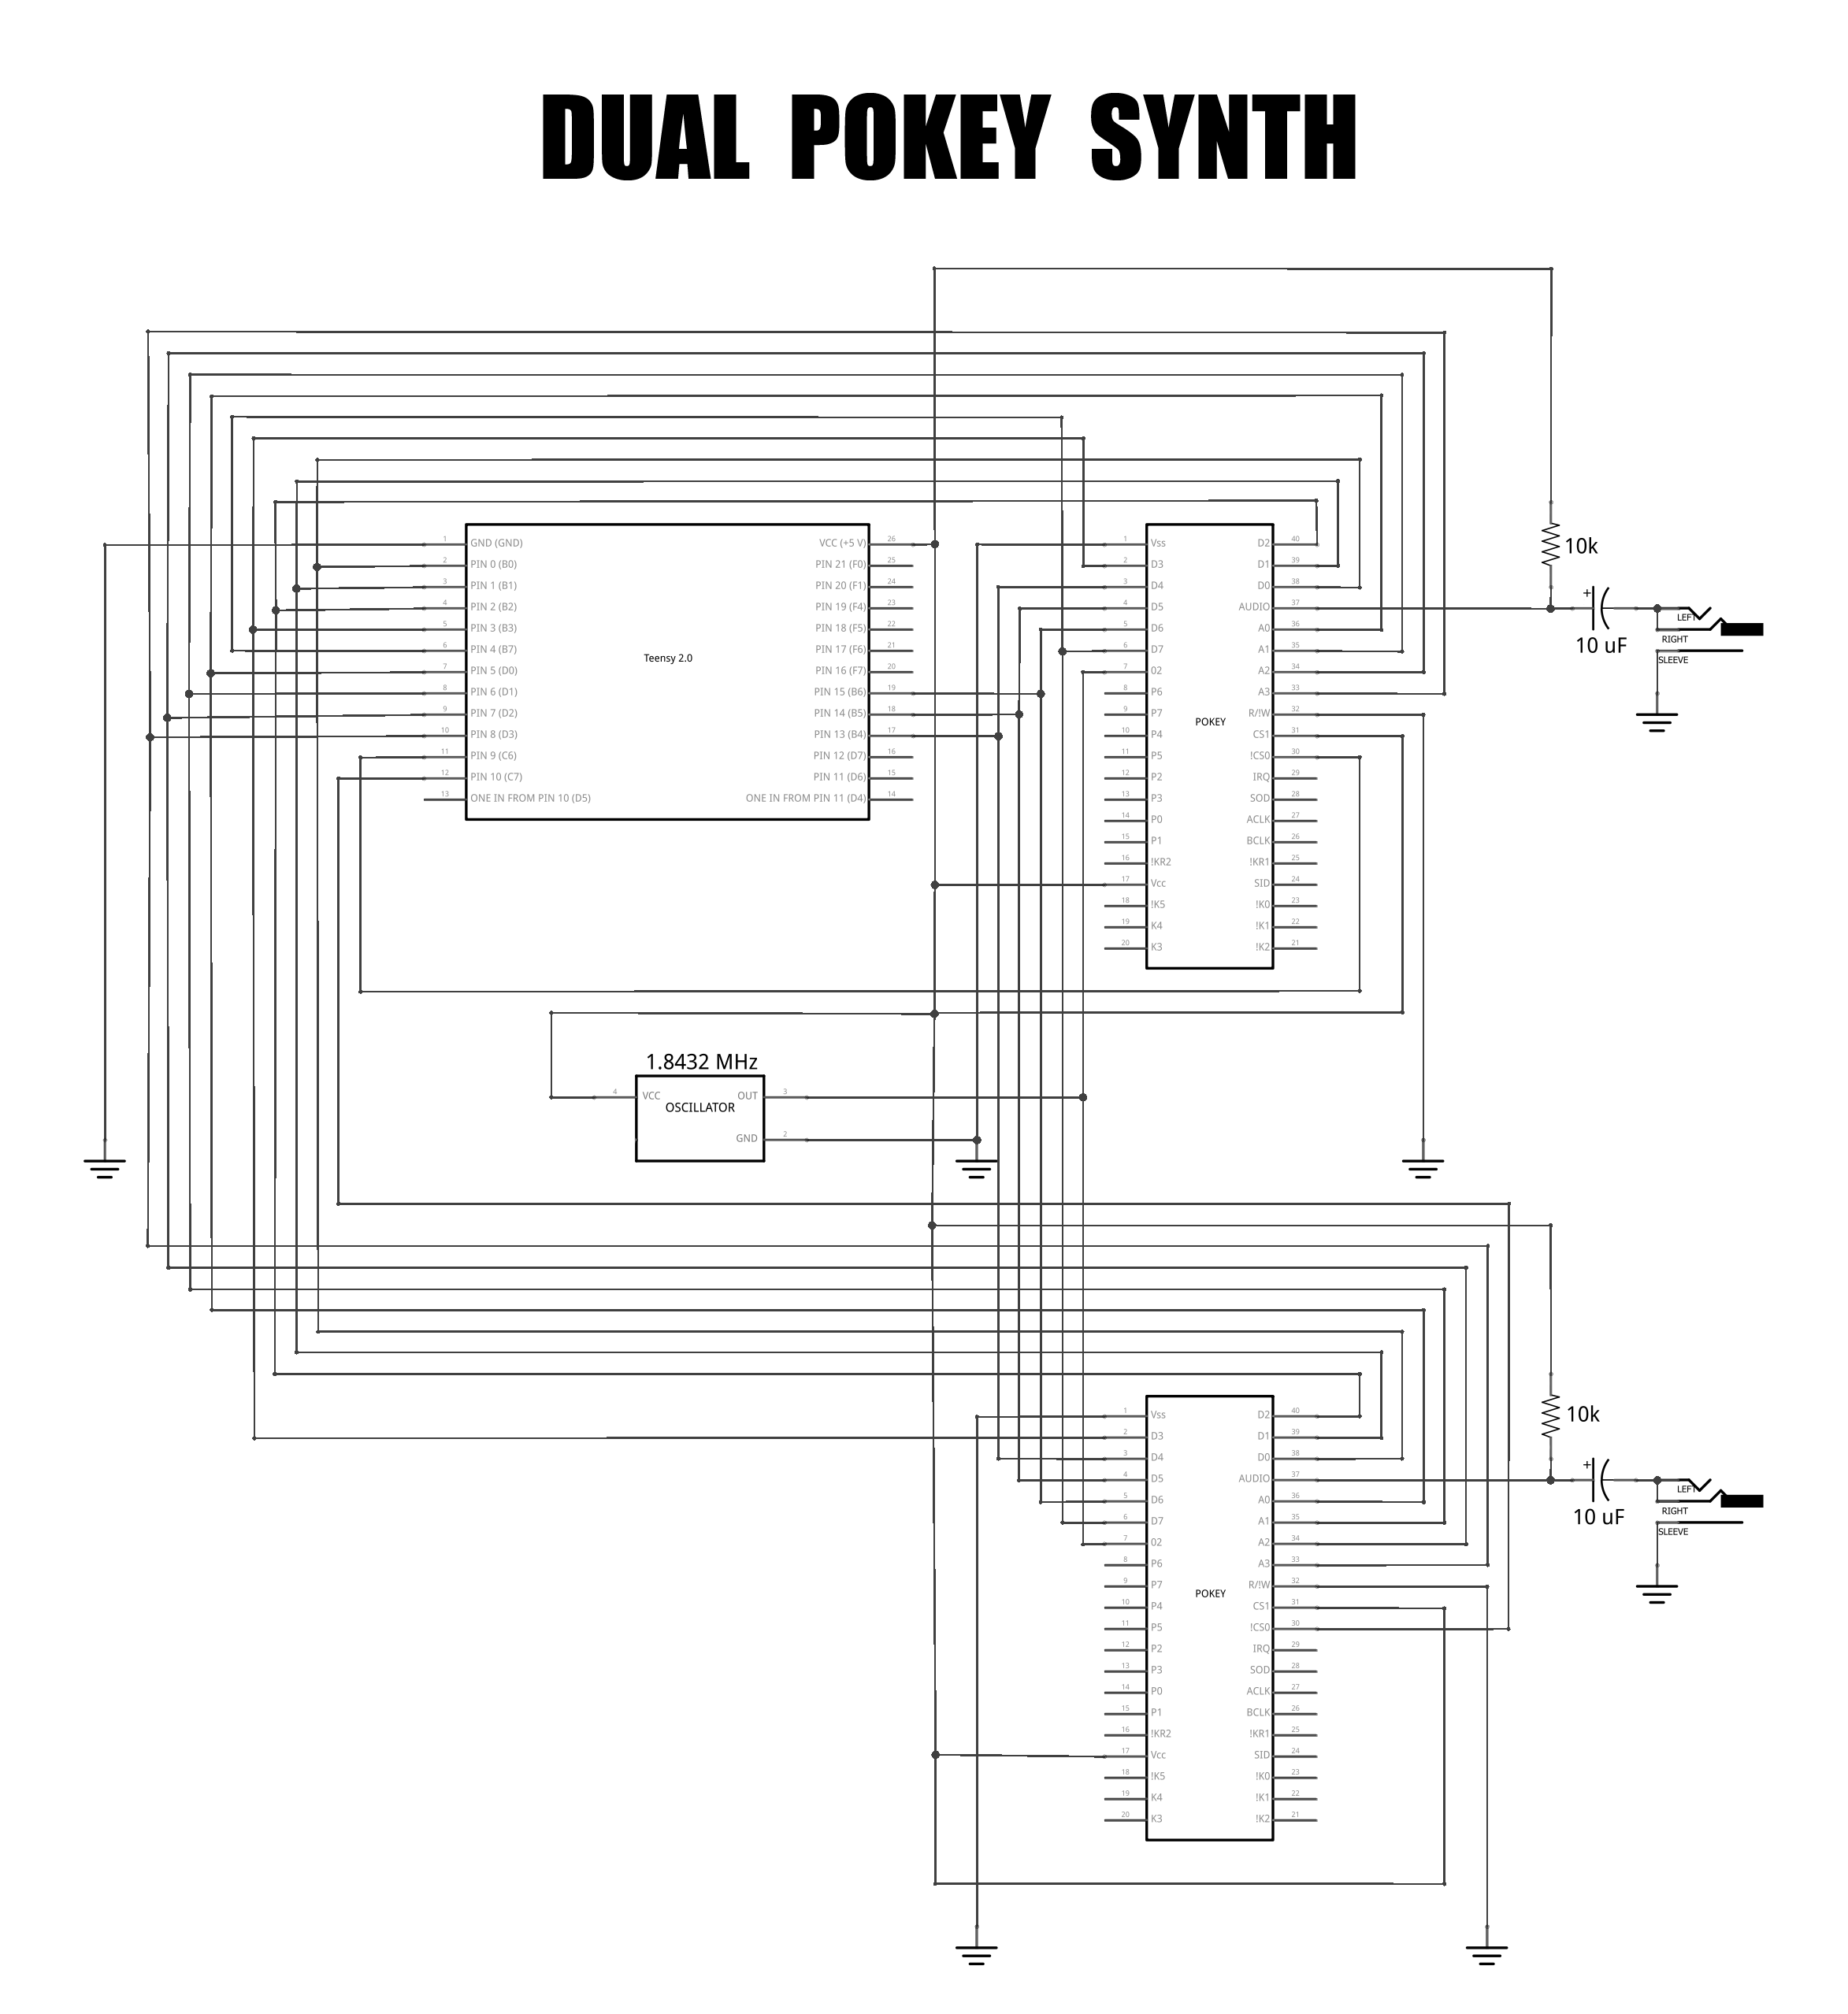 DUAL POKEY SYNTH
10k
+
10 uF
LEFT
RIGHT
SLEEVE
Teensy 2.0
1 GND (GND)
2 PIN 0 (B0)
3 PIN 1 (B1)
4 PIN 2 (B2)
5 PIN 3 (B3)
6 PIN 4 (B7)
7 PIN 5 (D0)
8 PIN 6 (D1)
9 PIN 7 (D2)
10 PIN 8 (D3)
11 PIN 9 (C6)
12 PIN 10 (C7)
13 ONE IN FROM PIN 10 (D5)
VCC (+5 V) 26
PIN 21 (F0) 25
PIN 20 (F1) 24
PIN 19 (F4) 23
PIN 18 (F5) 22
PIN 17 (F6) 21
PIN 16 (F7) 20
PIN 15 (B6) 19
PIN 14 (B5) 18
PIN 13 (B4) 17
PIN 12 (D7) 16
PIN 11 (D6) 15
ONE IN FROM PIN 11 (D4) 14
POKEY
1 Vss
2 D3
3 D4
4 D5
5 D6
6 D7
7 02
8 P6
9 P7
10 P4
11 P5
12 P2
13 P3
14 P0
15 P1
16 !KR2
17 Vcc
18 !K5
19 K4
20 K3
D2 40
D1 39
D0 38
AUDIO 37
A0 36
A1 35
A2 34
A3 33
R/!W 32
CS1 31
!CS0 30
IRQ 29
SOD 28
ACLK 27
BCLK 26
!KR1 25
SID 24
!K0 23
!K1 22
!K2 21
1.8432 MHz
4 VCC
OUT 3
OSCILLATOR
GND 2
10k
+
10 uF
LEFT
RIGHT
SLEEVE
POKEY
1 Vss
2 D3
3 D4
4 D5
5 D6
6 D7
7 02
8 P6
9 P7
10 P4
11 P5
12 P2
13 P3
14 P0
15 P1
16 !KR2
17 Vcc
18 !K5
19 K4
20 K3
D2 40
D1 39
D0 38
AUDIO 37
A0 36
A1 35
A2 34
A3 33
R/!W 32
CS1 31
!CS0 30
IRQ 29
SOD 28
ACLK 27
BCLK 26
!KR1 25
SID 24
!K0 23
!K1 22
!K2 21